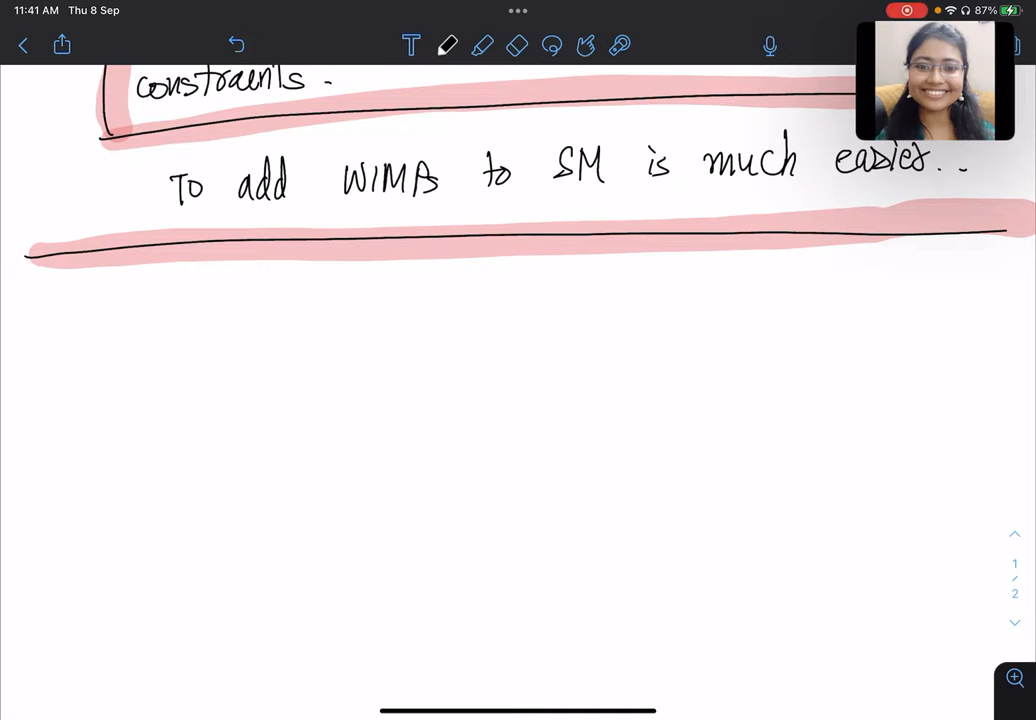 11:41 AM Thu 8 Sep
87%
constraints.
To add WIMPs to SM is much easier..
1
/
2